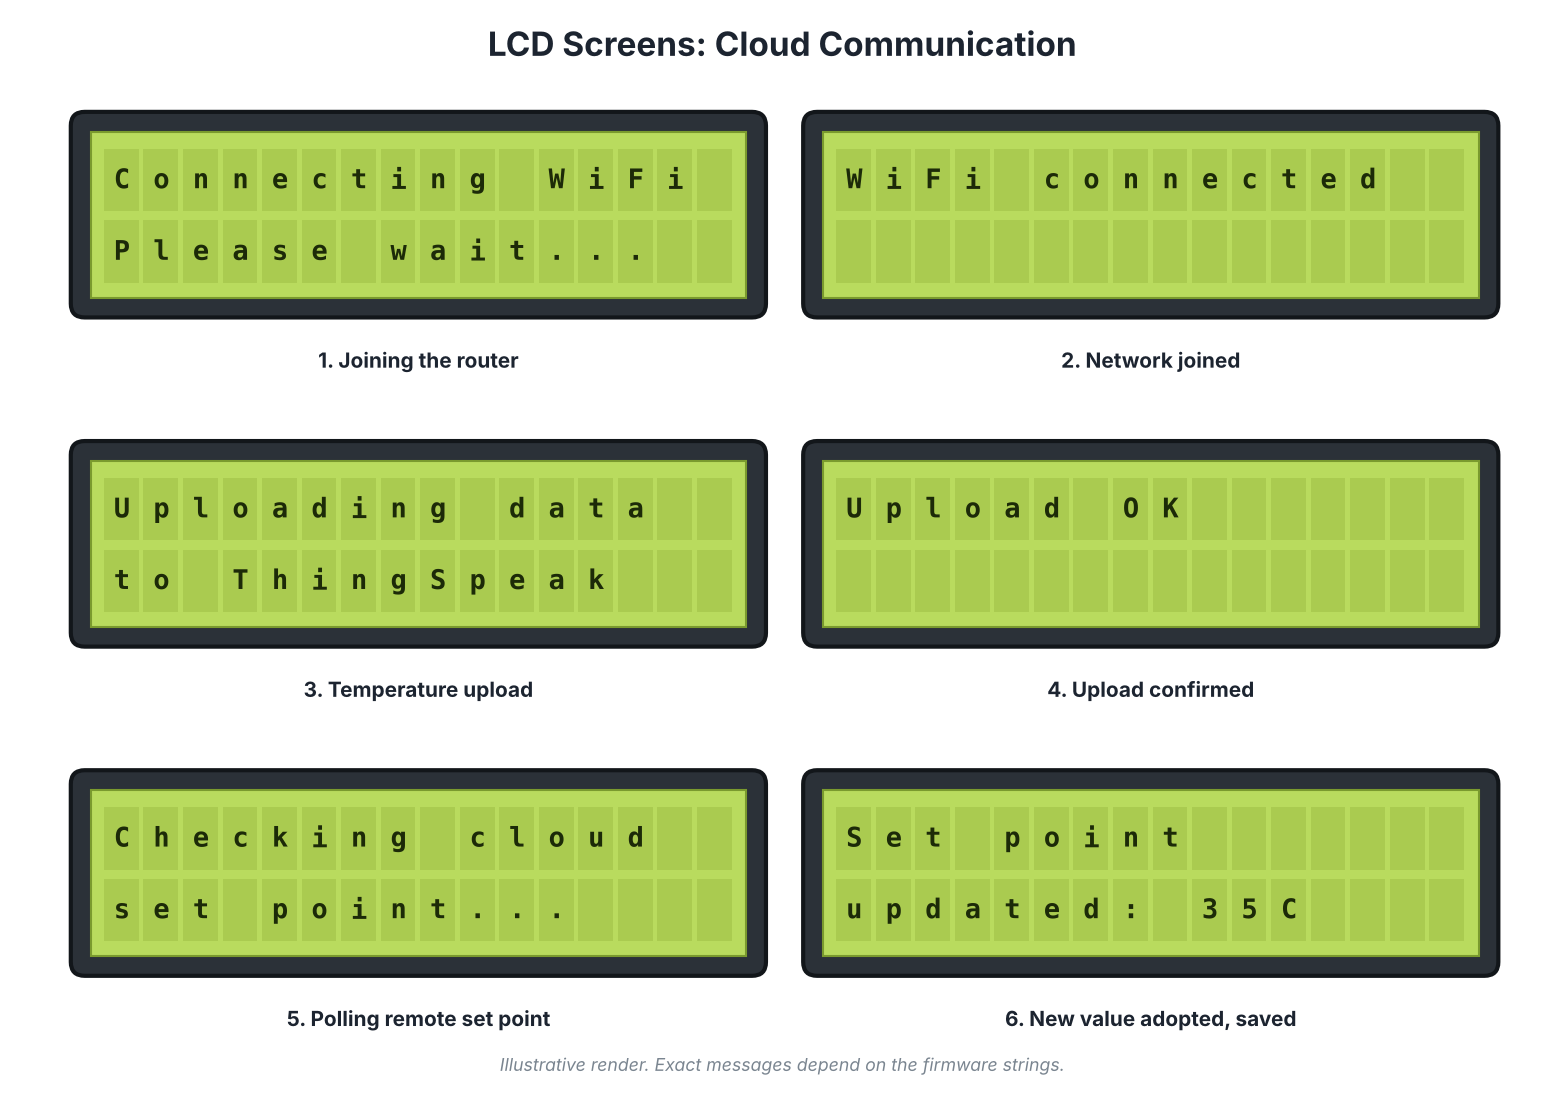 LCD Screens: Cloud Communication
Connecting WiFi
Please wait...
1. Joining the router
WiFi connected
2. Network joined
Uploading data
to ThingSpeak
3. Temperature upload
Upload OK
4. Upload confirmed
Checking cloud
set point...
5. Polling remote set point
Set point
updated: 35C
6. New value adopted, saved
Illustrative render. Exact messages depend on the firmware strings.